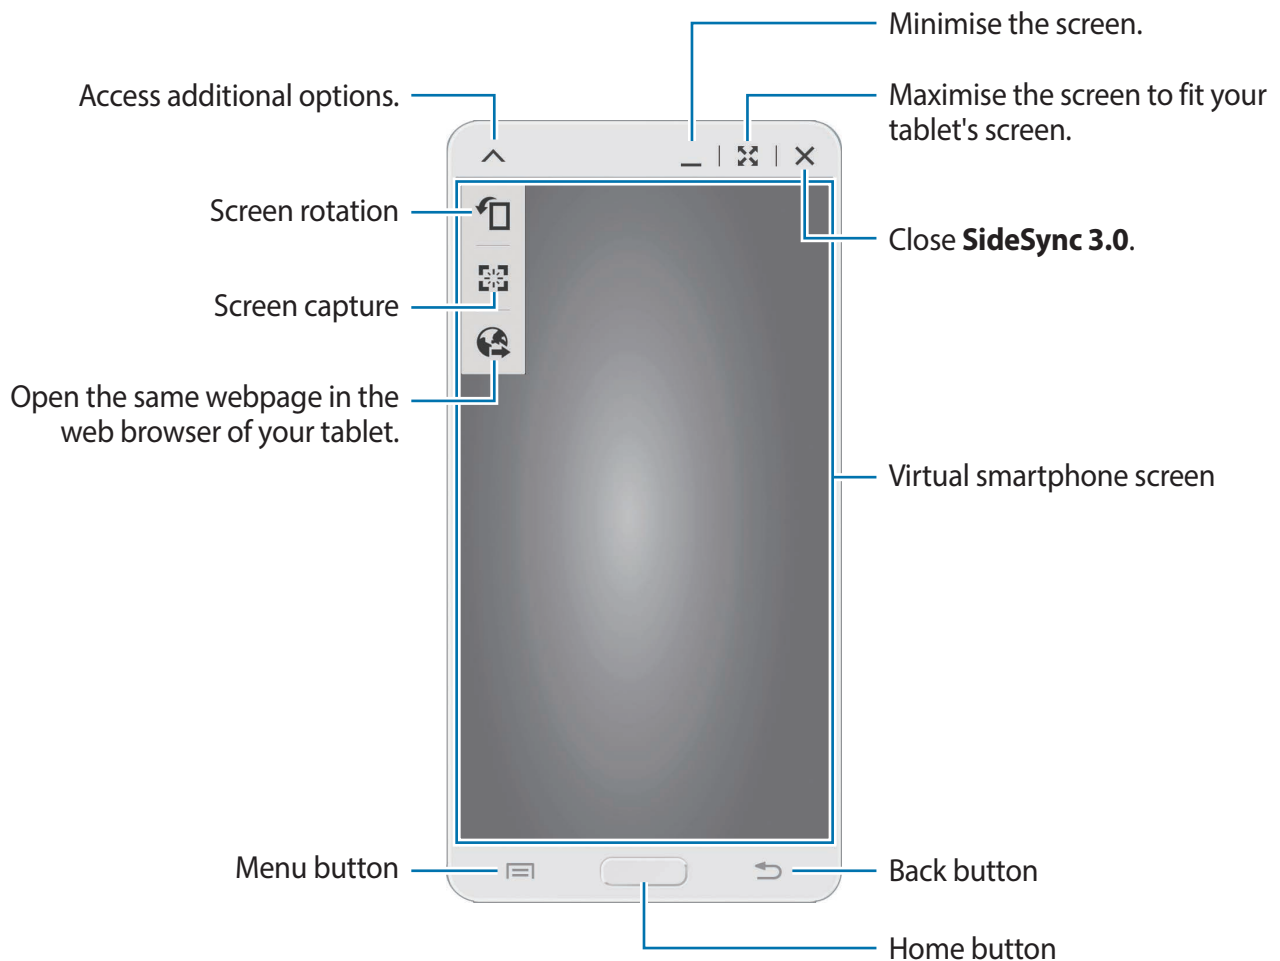 Minimise the screen.
Access additional options.
Maximise the screen to fit your
tablet's screen.
Screen rotation
Close SideSync 3.0.
Screen capture
Open the same webpage in the
web browser of your tablet.
Virtual smartphone screen
Menu button
Back button
Home button